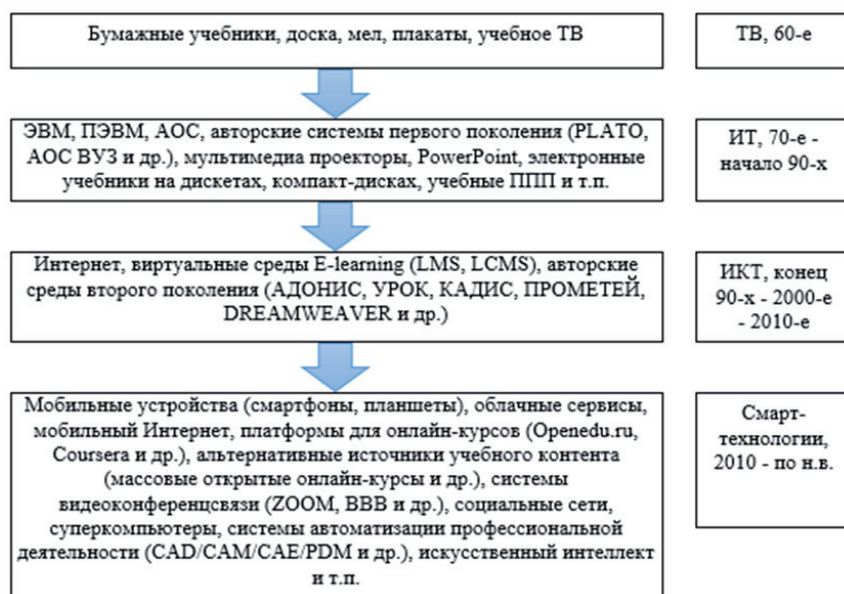 Бумажные учебники, доска, мел, плакаты, учебное ТВ
ТВ, 60-е
ЭВМ, ПЭВМ, АОС, авторские системы первого поколения (PLATO,
АОС ВУЗ и др.), мультимедиа проекторы, PowerPoint, электронные
учебники на дискетах, компакт-дисках, учебные ППП и т.п.
ИТ, 70-е -
начало 90-х
Интернет, виртуальные среды E-learning (LMS, LCMS), авторские
среды второго поколения (АДОНИС, УРОК, КАДИС, ПРОМЕТЕЙ,
DREAMWEAVER и др.)
ИКТ, конец
90-х - 2000-е
- 2010-е
Мобильные устройства (смартфоны, планшеты), облачные сервисы,
мобильный Интернет, платформы для онлайн-курсов (Openedu.ru,
Coursera и др.), альтернативные источники учебного контента
(массовые открытые онлайн-курсы и др.), системы
видеоконференцсвязи (ZOOM, BBB и др.), социальные сети,
суперкомпьютеры, системы автоматизации профессиональной
деятельности (CAD/CAM/CAE/PDM и др.), искусственный интеллект
и т.п.
Смарт-
технологии,
2010 - по н.в.